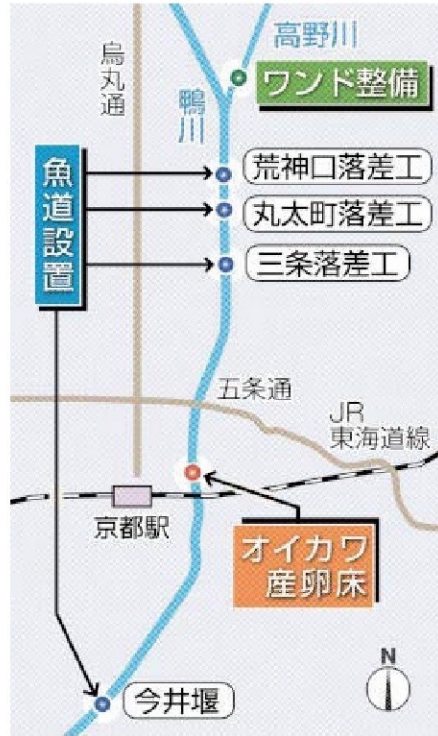 高野川
烏丸通
ワンド整備
鴨川
荒神口落差工
魚道設置
丸太町落差工
三条落差工
五条通
JR
東海道線
京都駅
オイカワ
産卵床
N
今井堰